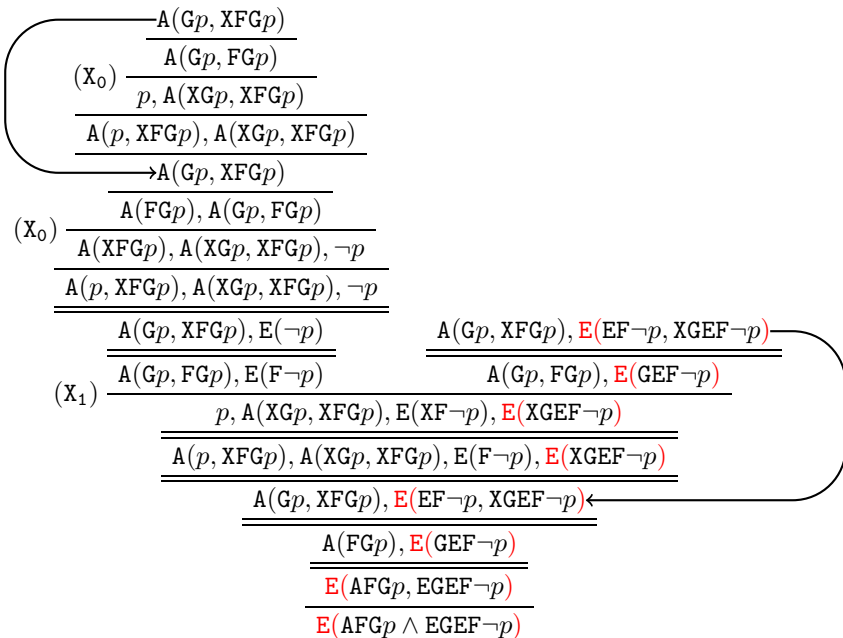 A(Gp, XFGp)
A(Gp, FGp)
(X₀)
p, A(XGp, XFGp)
A(p, XFGp), A(XGp, XFGp)
A(Gp, XFGp)
A(FGp), A(Gp, FGp)
(X₀)
A(XFGp), A(XGp, XFGp), ¬p
A(p, XFGp), A(XGp, XFGp), ¬p
A(Gp, XFGp), E(¬p) A(Gp, XFGp), E(EF¬p, XGEF¬p)
A(Gp, FGp), E(F¬p) A(Gp, FGp), E(GEF¬p)
(X₁)
p, A(XGp, XFGp), E(XF¬p), E(XGEF¬p)
A(p, XFGp), A(XGp, XFGp), E(F¬p), E(XGEF¬p)
A(Gp, XFGp), E(EF¬p, XGEF¬p)
A(FGp), E(GEF¬p)
E(AFGp, EGEF¬p)
E(AFGp ∧ EGEF¬p)